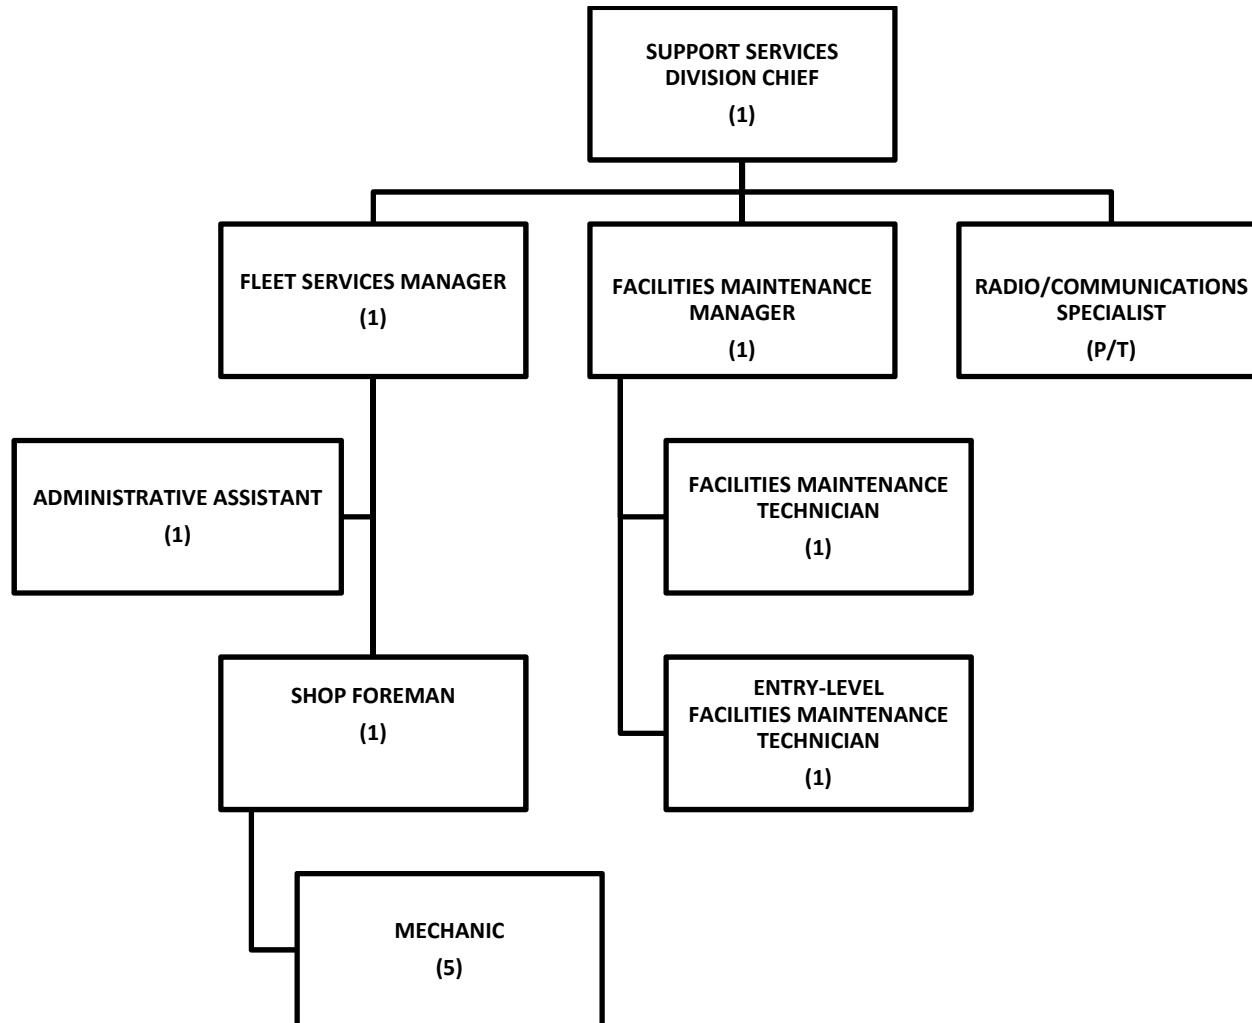 SUPPORT SERVICES
DIVISION CHIEF
(1)
FLEET SERVICES MANAGER
(1)
FACILITIES MAINTENANCE
MANAGER
(1)
RADIO/COMMUNICATIONS
SPECIALIST
(P/T)
ADMINISTRATIVE ASSISTANT
(1)
FACILITIES MAINTENANCE
TECHNICIAN
(1)
SHOP FOREMAN
(1)
ENTRY-LEVEL
FACILITIES MAINTENANCE
TECHNICIAN
(1)
MECHANIC
(5)